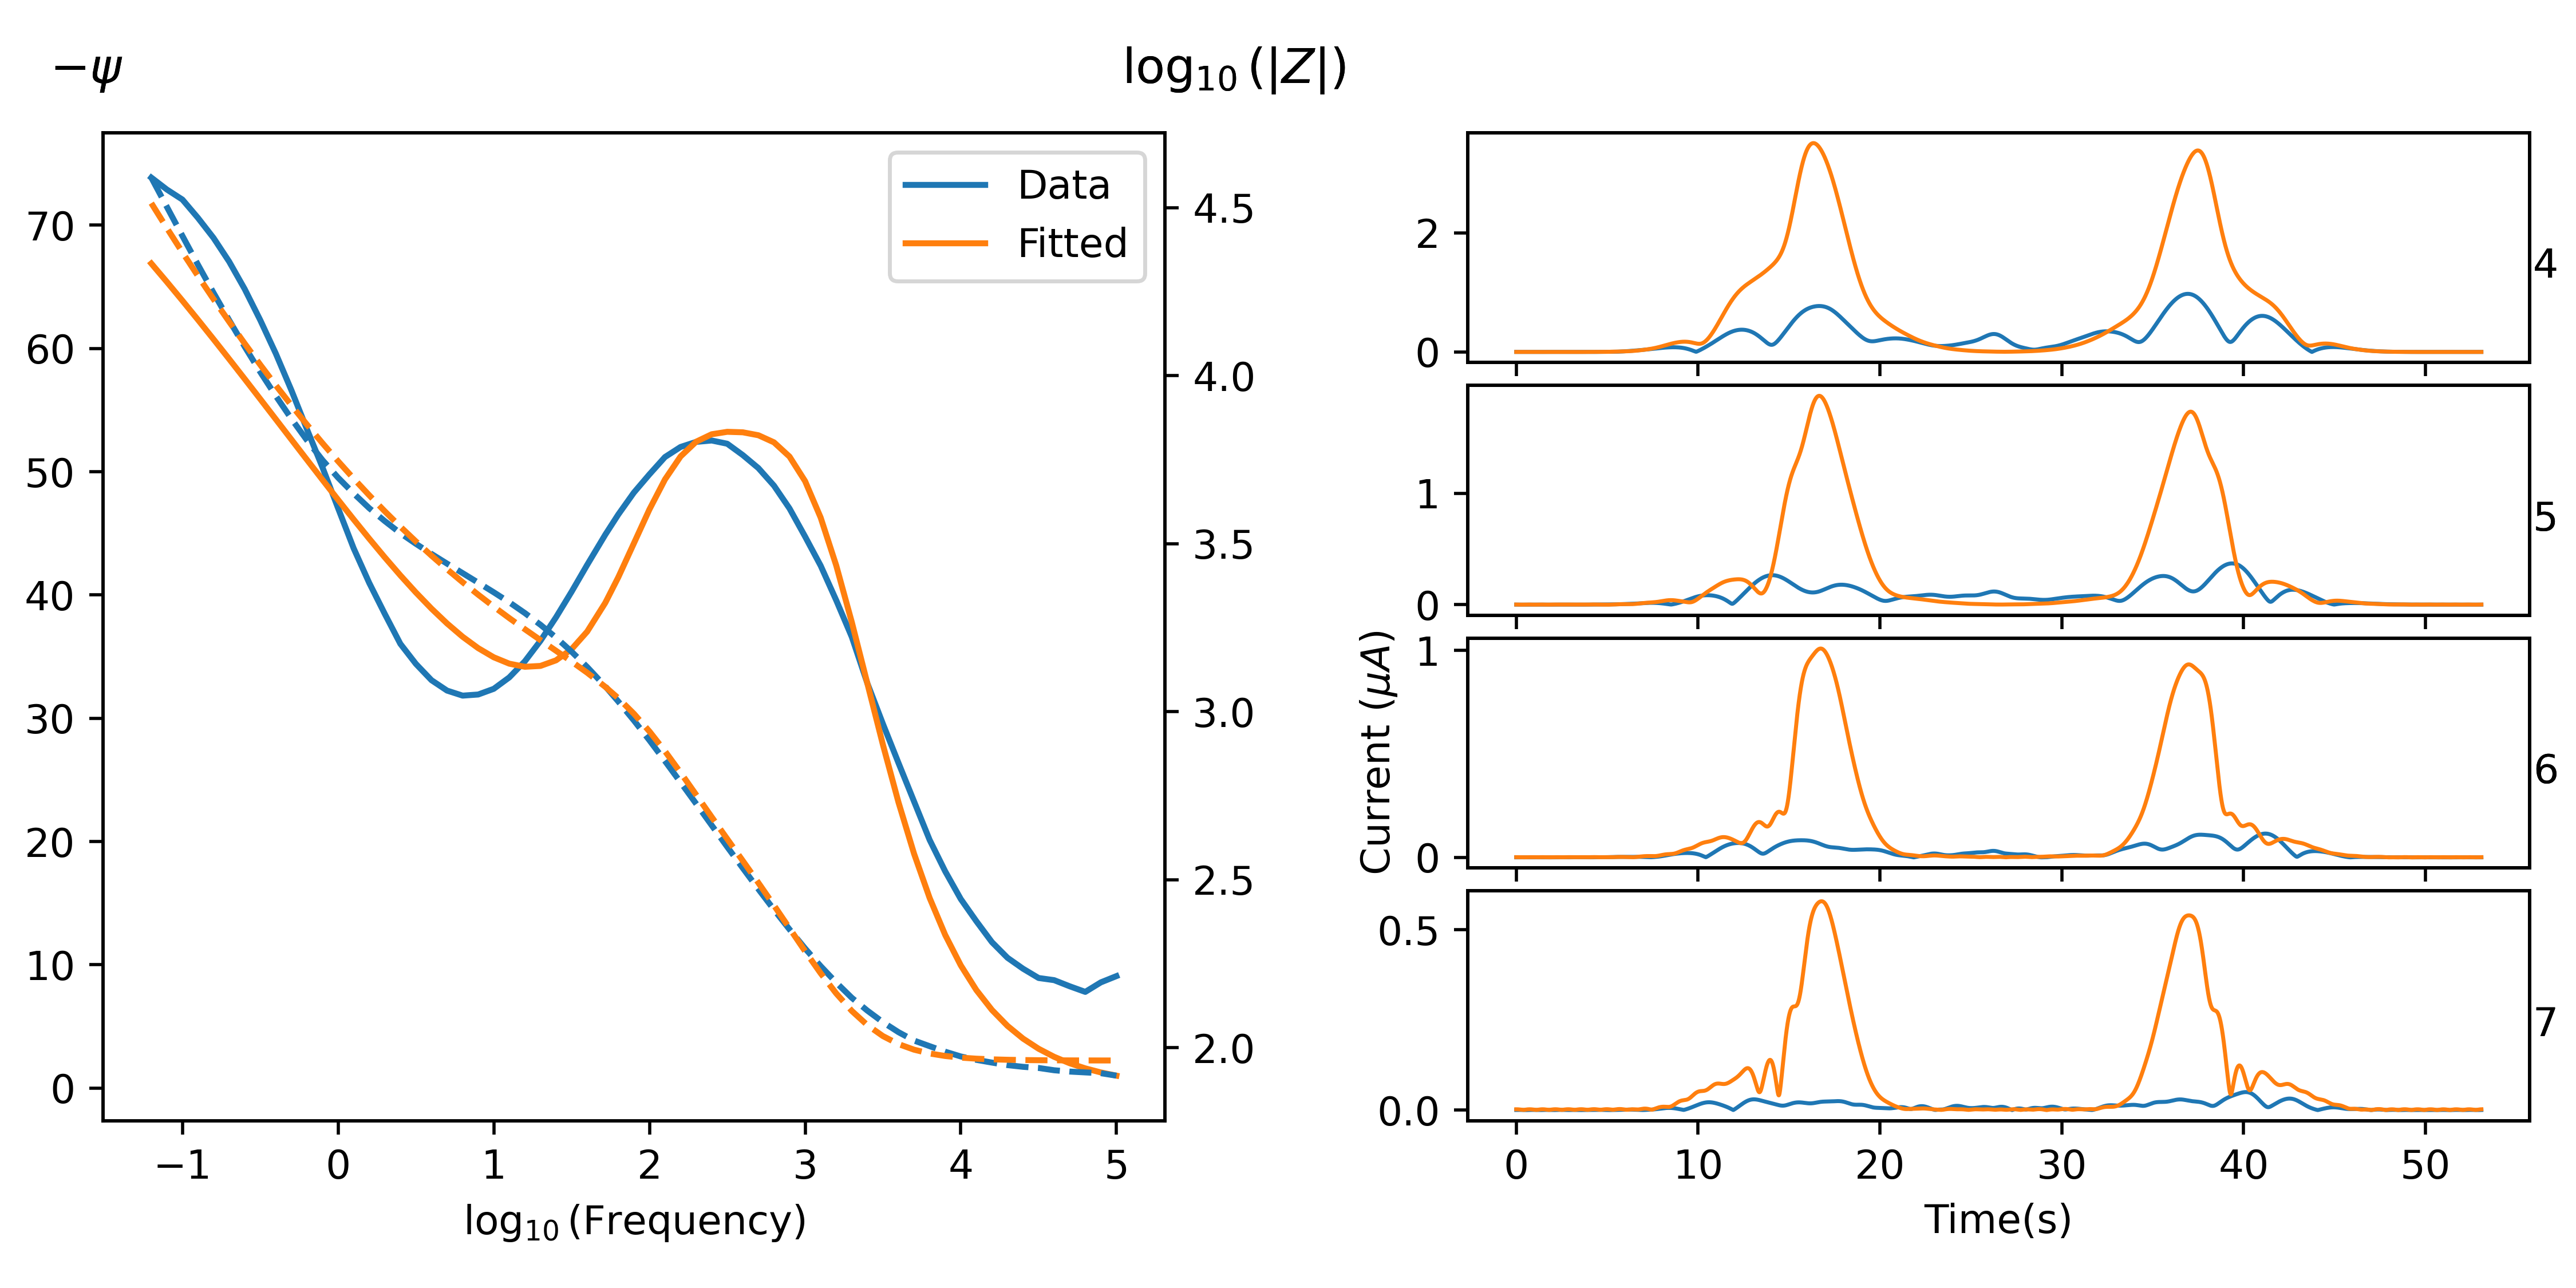 −ψ
log₁₀(|Z|)
Data
Fitted
70
60
50
40
30
20
10
0
4.5
4.0
3.5
3.0
2.5
2.0
−1 0 1 2 3 4 5
log₁₀(Frequency)
2
0
4
1
0
5
1
0
6
0.5
0.0
7
Current (μA)
0 10 20 30 40 50
Time(s)